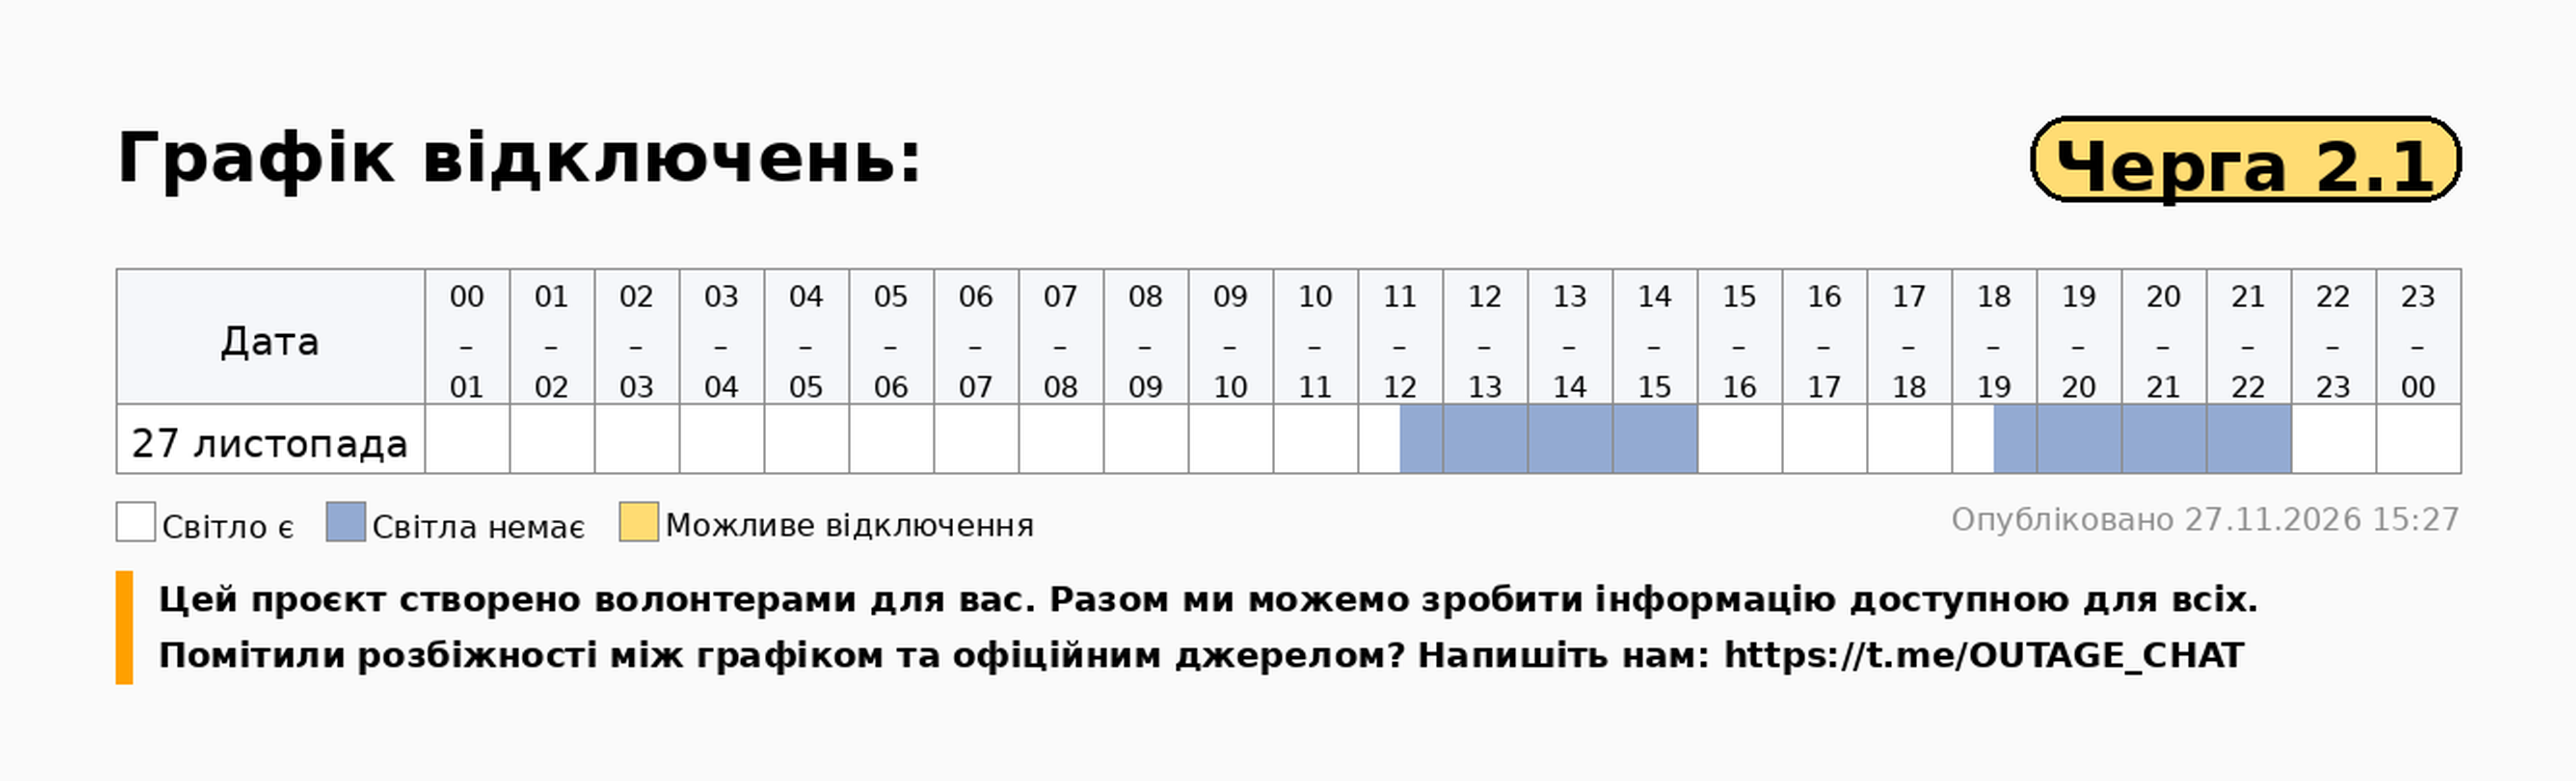 Графік відключень:
Черга 2.1
Дата 00 – 01 01 – 02 02 – 03 03 – 04 04 – 05 05 – 06 06 – 07 07 – 08 08 – 09 09 – 10 10 – 11 11 – 12 12 – 13 13 – 14 14 – 15 15 – 16 16 – 17 17 – 18 18 – 19 19 – 20 20 – 21 21 – 22 22 – 23 23 – 00
27 листопада
Світло є Світла немає Можливе відключення
Опубліковано 27.11.2026 15:27
Цей проєкт створено волонтерами для вас. Разом ми можемо зробити інформацію доступною для всіх.
Помітили розбіжності між графіком та офіційним джерелом? Напишіть нам: https://t.me/OUTAGE_CHAT